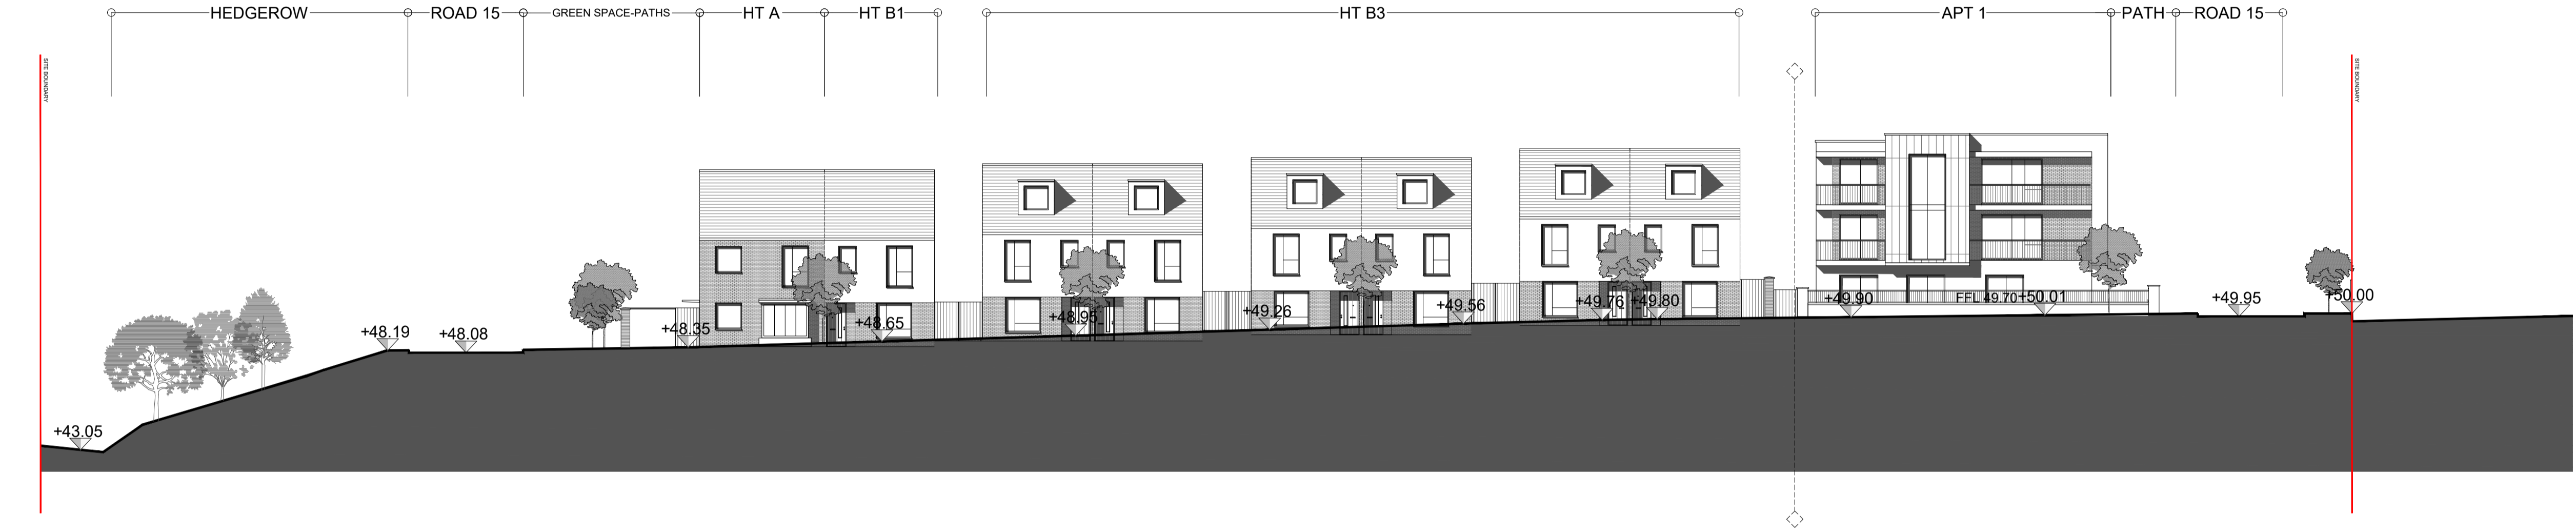 HEDGEROW
ROAD 15
GREEN SPACE-PATHS
HT A
HT B1
HT B3
APT 1
PATH
ROAD 15
SITE BOUNDARY
SITE BOUNDARY
+43.05
+48.19
+48.08
+48.35
+48.65
+48.95
+49.26
+49.56
+49.76
+49.80
+49.90
FFL 49.70
+50.01
+49.95
+50.00